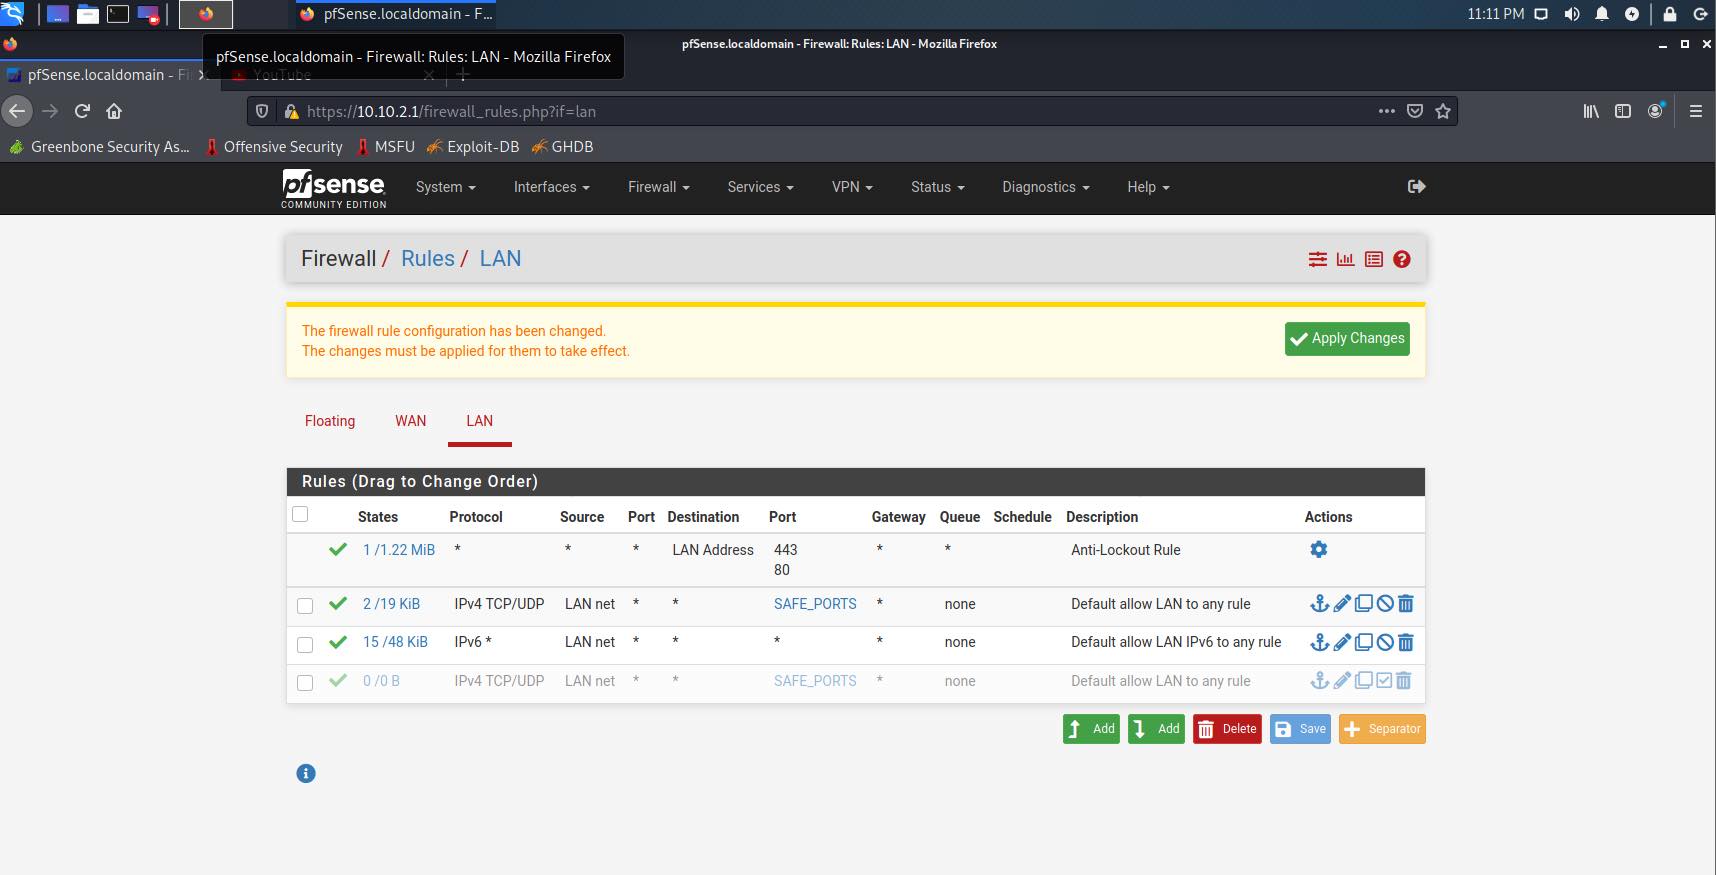 pfSense.localdomain - F...
11:11 PM
pfSense.localdomain - Firewall: Rules: LAN - Mozilla Firefox
pfSense.localdomain - Firewall: Rules: LAN - Mozilla Firefox
pfSense.localdomain - Fi
YouTube
https://10.10.2.1/firewall_rules.php?if=lan
Greenbone Security As... Offensive Security MSFU Exploit-DB GHDB
pfsense
COMMUNITY EDITION
System Interfaces Firewall Services VPN Status Diagnostics Help
Firewall / Rules / LAN
The firewall rule configuration has been changed.
The changes must be applied for them to take effect.
Apply Changes
Floating WAN LAN
Rules (Drag to Change Order)
States Protocol Source Port Destination Port Gateway Queue Schedule Description Actions
1 /1.22 MiB * * * LAN Address 443 * * Anti-Lockout Rule
80
2 /19 KiB IPv4 TCP/UDP LAN net * * SAFE_PORTS * none Default allow LAN to any rule
15 /48 KiB IPv6 * LAN net * * * * none Default allow LAN IPv6 to any rule
0 /0 B IPv4 TCP/UDP LAN net * * SAFE_PORTS * none Default allow LAN to any rule
Add Add Delete Save Separator